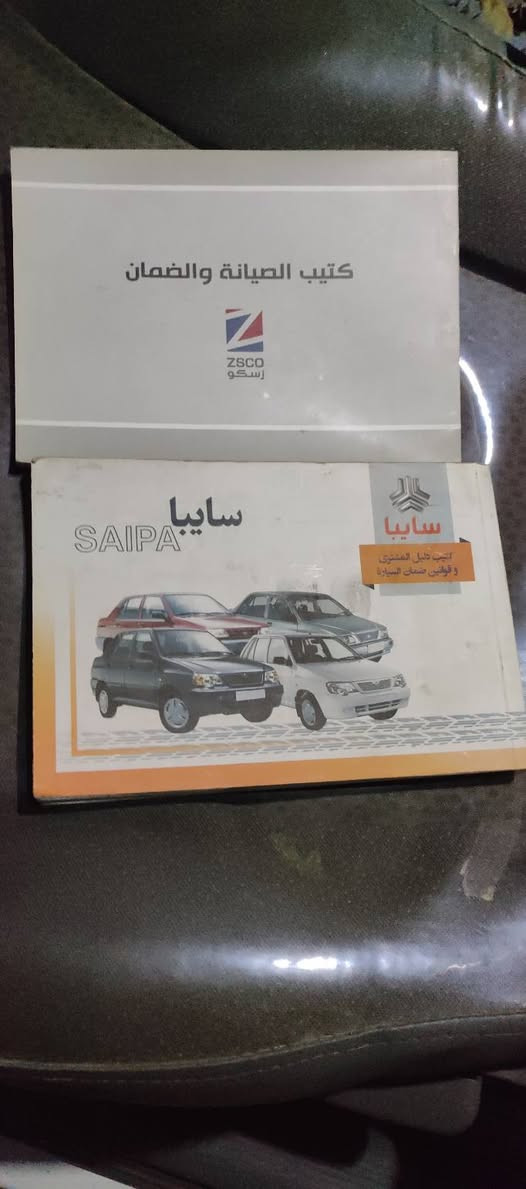 كتيب الصيانة والضمان
ZSCO
زسكو
سايبا
SAIPA
سايبا
كتيب دليل المشتري
و قوانين ضمان السيارة